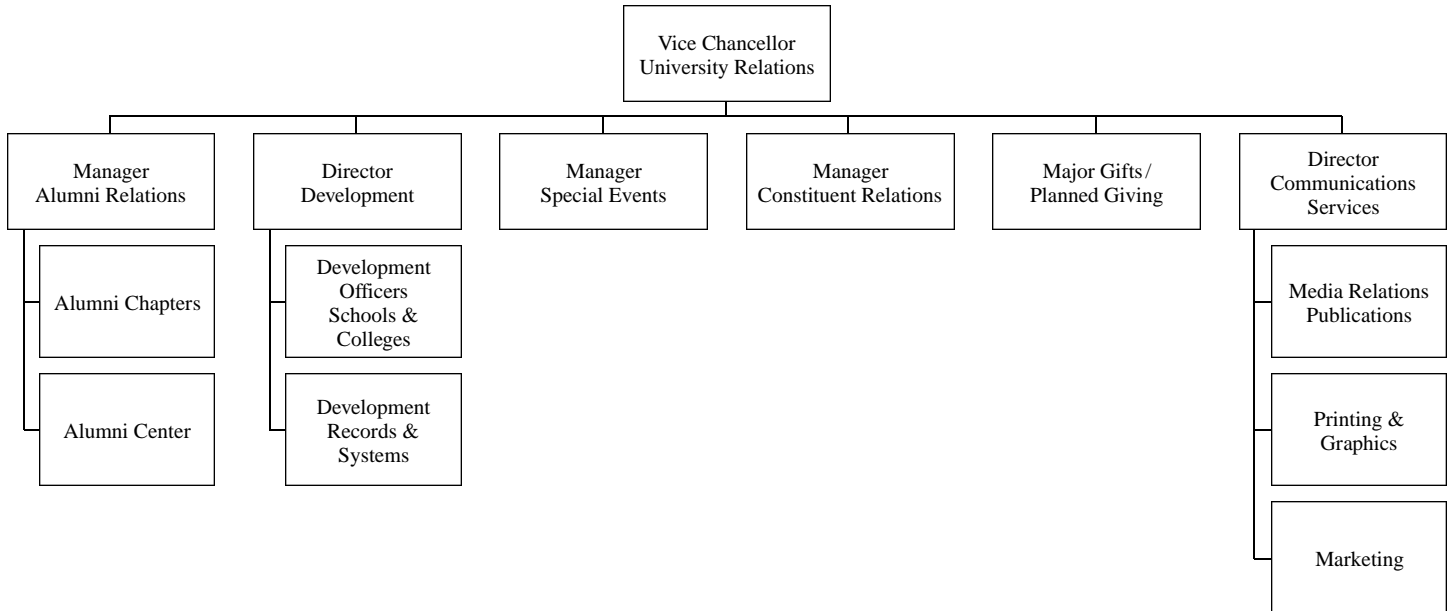 Vice Chancellor
University Relations
Manager
Alumni Relations
Director
Development
Manager
Special Events
Manager
Constituent Relations
Major Gifts/
Planned Giving
Director
Communications
Services
Alumni Chapters
Alumni Center
Development
Officers
Schools &
Colleges
Development
Records &
Systems
Media Relations
Publications
Printing &
Graphics
Marketing